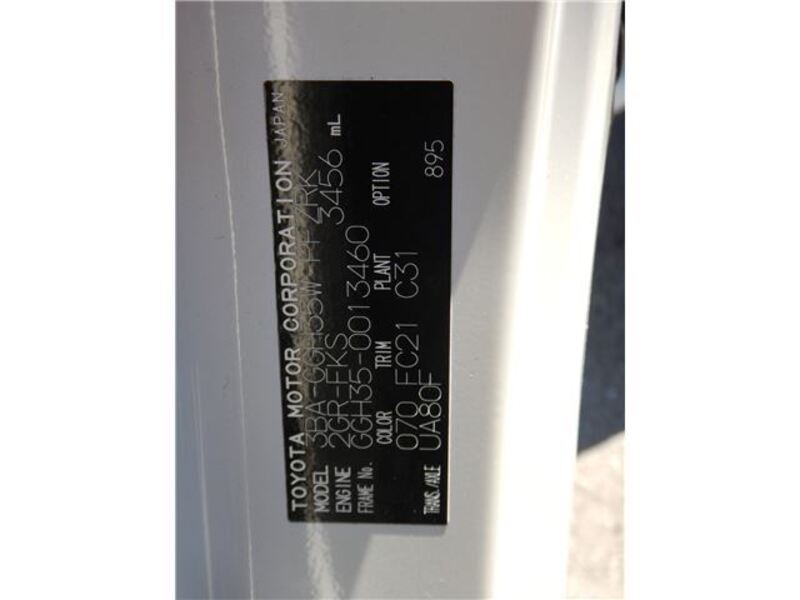 TOYOTA MOTOR CORPORATION JAPAN
MODEL 3BA-GGH35W-PFZRK
ENGINE 2GR-FKS 3456 mL
FRAME No. GGH35-0013460
COLOR TRIM PLANT OPTION
070 FC21 C31 895
TRANS./AXLE UA80F